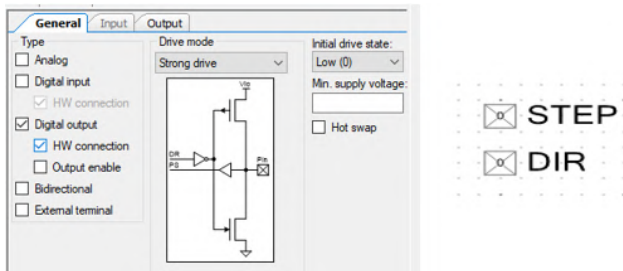 General Input Output
Type
Analog
Digital input
HW connection
Digital output
HW connection
Output enable
Bidirectional
External terminal
Drive mode
Strong drive
Vio
DR
PS
Pin
Initial drive state:
Low (0)
Min. supply voltage:
Hot swap
STEP
DIR